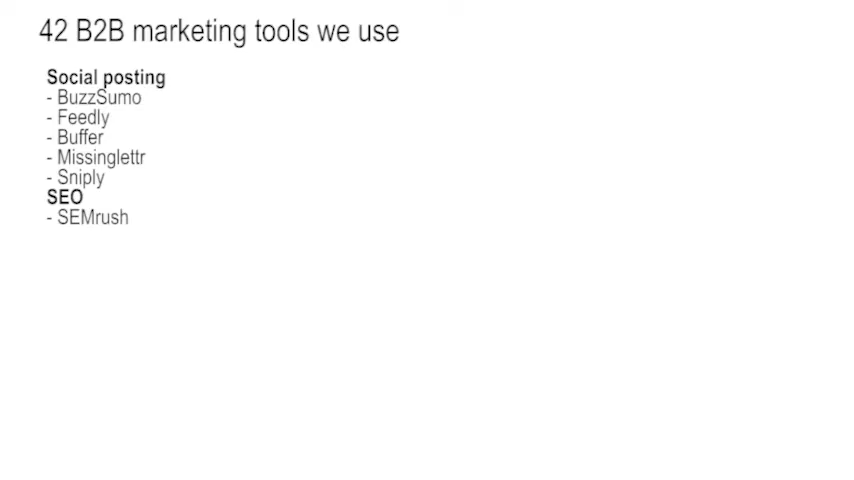 42 B2B marketing tools we use
Social posting
- BuzzSumo
- Feedly
- Buffer
- Missinglettr
- Sniply
SEO
- SEMrush